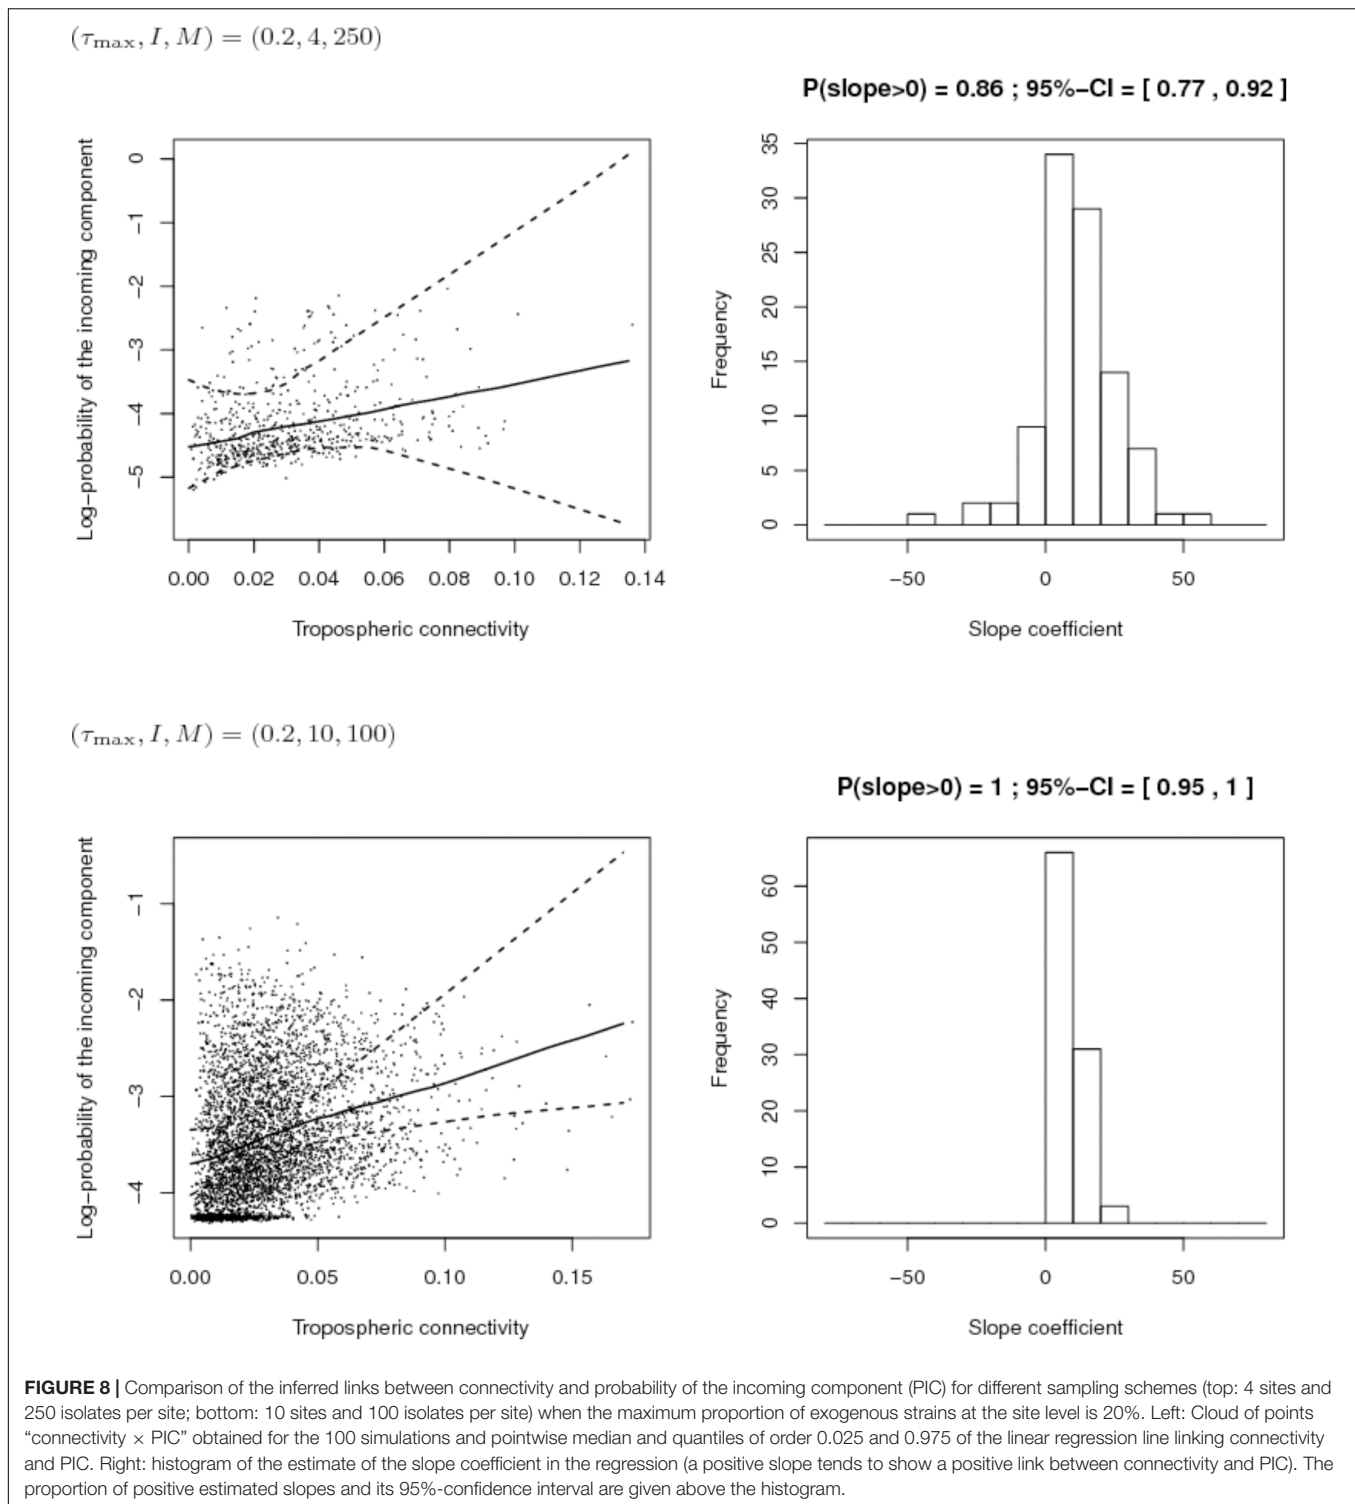 (τmax, I, M) = (0.2, 4, 250)
P(slope>0) = 0.86 ; 95%−CI = [ 0.77 , 0.92 ]
Log−probability of the incoming component
0
−1
−2
−3
−4
−5
0.00 0.02 0.04 0.06 0.08 0.10 0.12 0.14
Tropospheric connectivity
Frequency
35
30
25
20
15
10
5
0
−50 0 50
Slope coefficient
(τmax, I, M) = (0.2, 10, 100)
P(slope>0) = 1 ; 95%−CI = [ 0.95 , 1 ]
Log−probability of the incoming component
−1
−2
−3
−4
0.00 0.05 0.10 0.15
Tropospheric connectivity
Frequency
60
50
40
30
20
10
0
−50 0 50
Slope coefficient
FIGURE 8 | Comparison of the inferred links between connectivity and probability of the incoming component (PIC) for different sampling schemes (top: 4 sites and
250 isolates per site; bottom: 10 sites and 100 isolates per site) when the maximum proportion of exogenous strains at the site level is 20%. Left: Cloud of points
“connectivity × PIC” obtained for the 100 simulations and pointwise median and quantiles of order 0.025 and 0.975 of the linear regression line linking connectivity
and PIC. Right: histogram of the estimate of the slope coefficient in the regression (a positive slope tends to show a positive link between connectivity and PIC). The
proportion of positive estimated slopes and its 95%-confidence interval are given above the histogram.